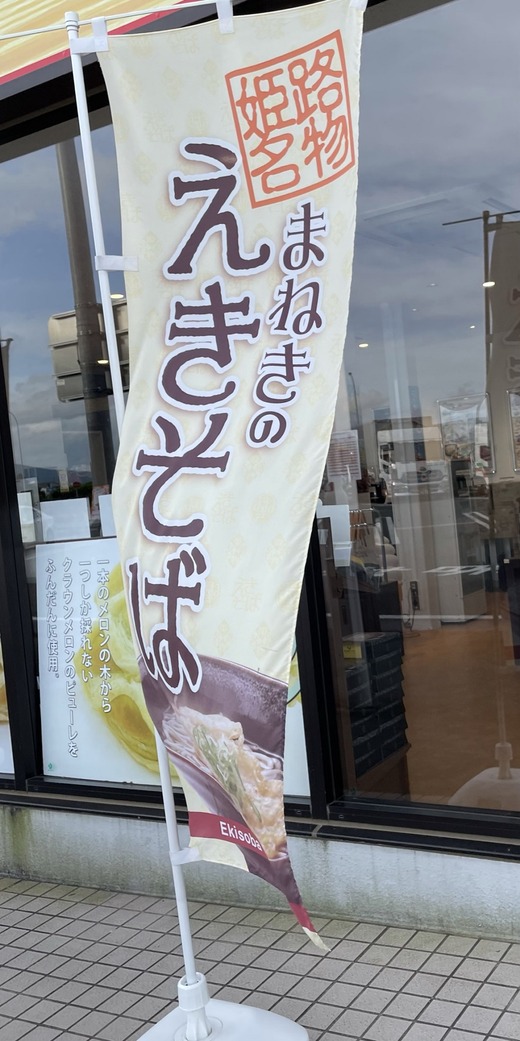 姫路
名物
まねきの
えきそば
Ekisoba
一本のメロンの木から
一つしか採れない
クラウンメロンのピューレを
ふんだんに使用。